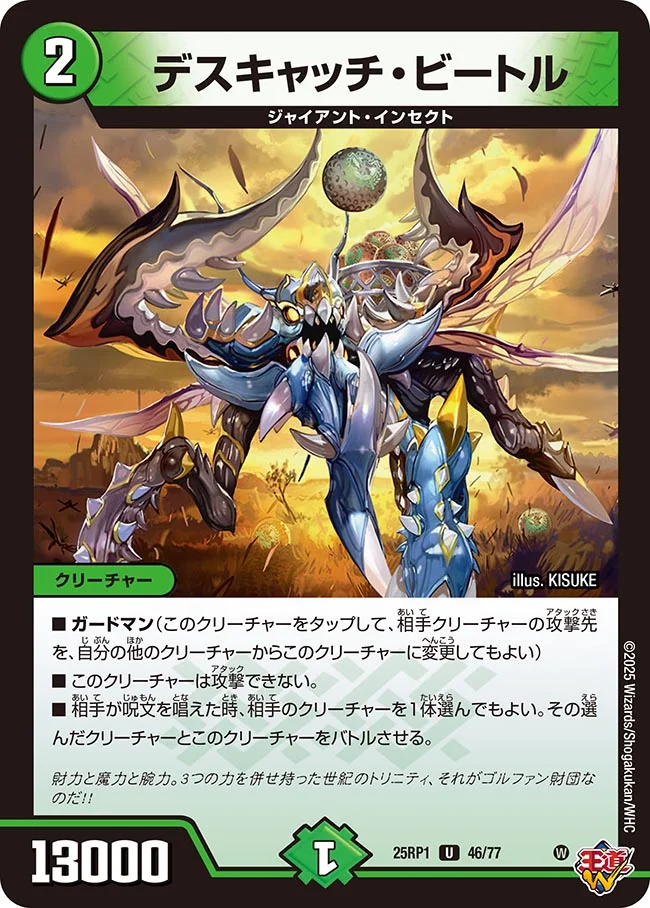 2
デスキャッチ・ビートル
ジャイアント・インセクト
クリーチャー
illus. KISUKE
■ ガードマン(このクリーチャーをタップして、相手クリーチャーの攻撃先
を、自分の他のクリーチャーからこのクリーチャーに変更してもよい)
■ このクリーチャーは攻撃できない。
■ 相手が呪文を唱えた時、相手のクリーチャーを1体選んでもよい。その選
んだクリーチャーとこのクリーチャーをバトルさせる。
財力と魔力と腕力。3つの力を併せ持った世紀のトリニティ、それがゴルファン財団な
のだ!!
©2025 Wizards/Shogakukan/WHC
13000
1
25RP1 U 46/77 W
王道W